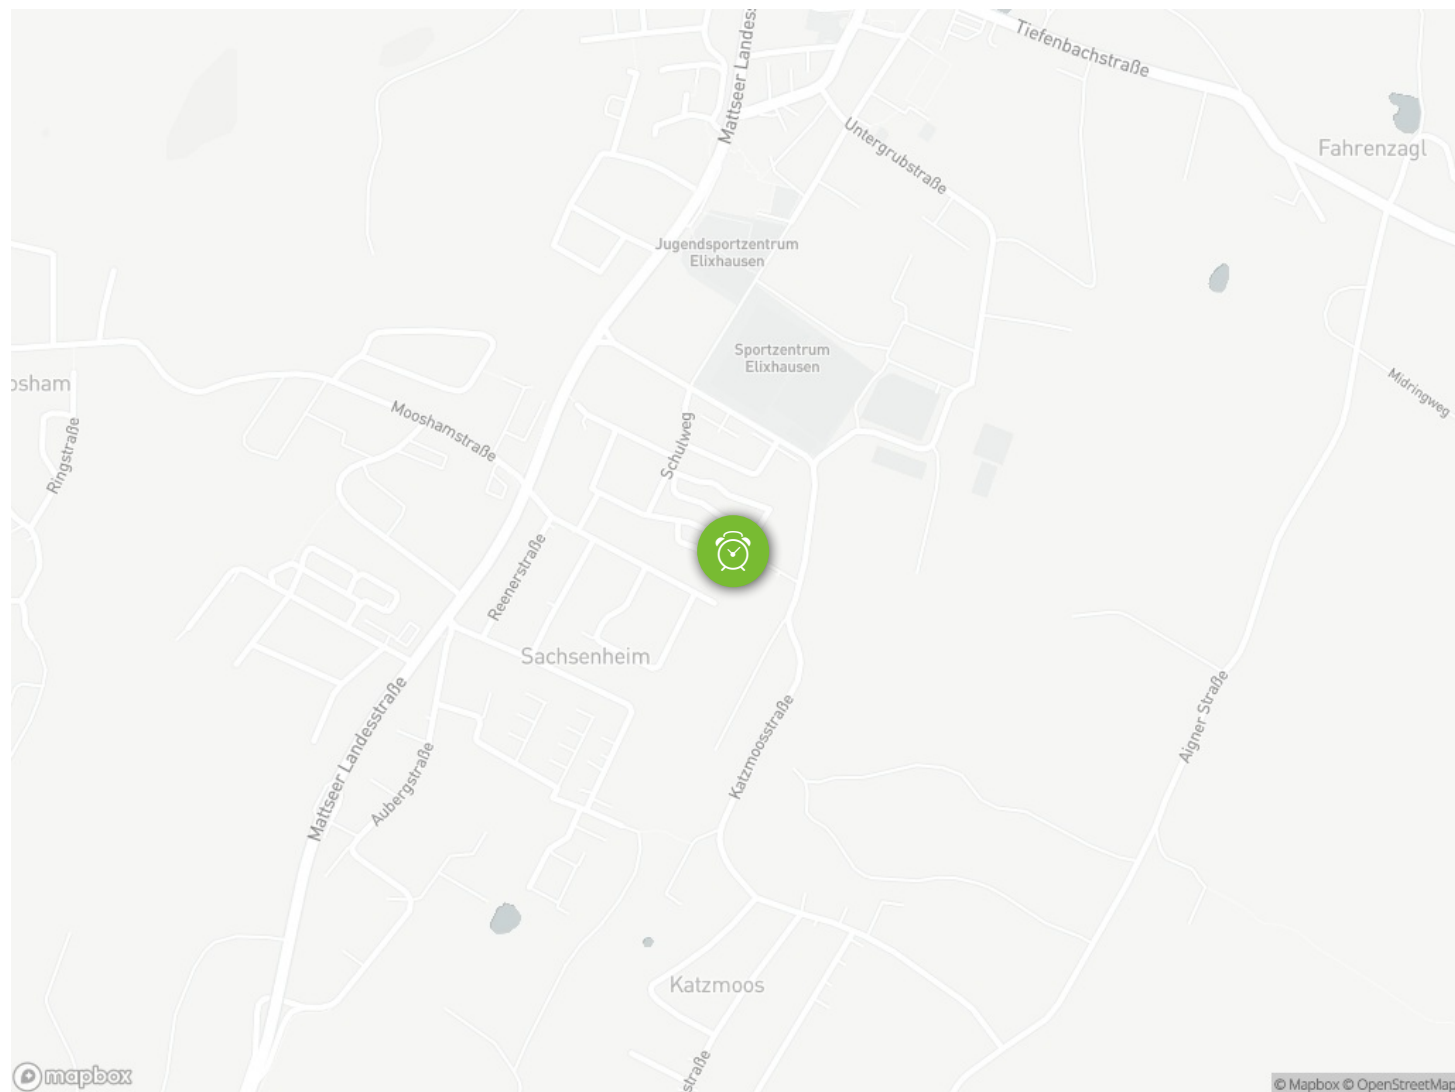 Mattseer Landess
Tiefenbachstraße
Untergrubstraße
Fahrenzagl
Jugendsportzentrum
Elixhausen
Sportzentrum
Elixhausen
osham
Ringstraße
Mooshamstraße
Schulweg
Midringweg
Reenerstraße
Sachsenheim
Mattseer Landesstraße
Aubergstraße
Katzmoosstraße
Aigner Straße
Katzmoos
straße
mapbox
© Mapbox © OpenStreetMap